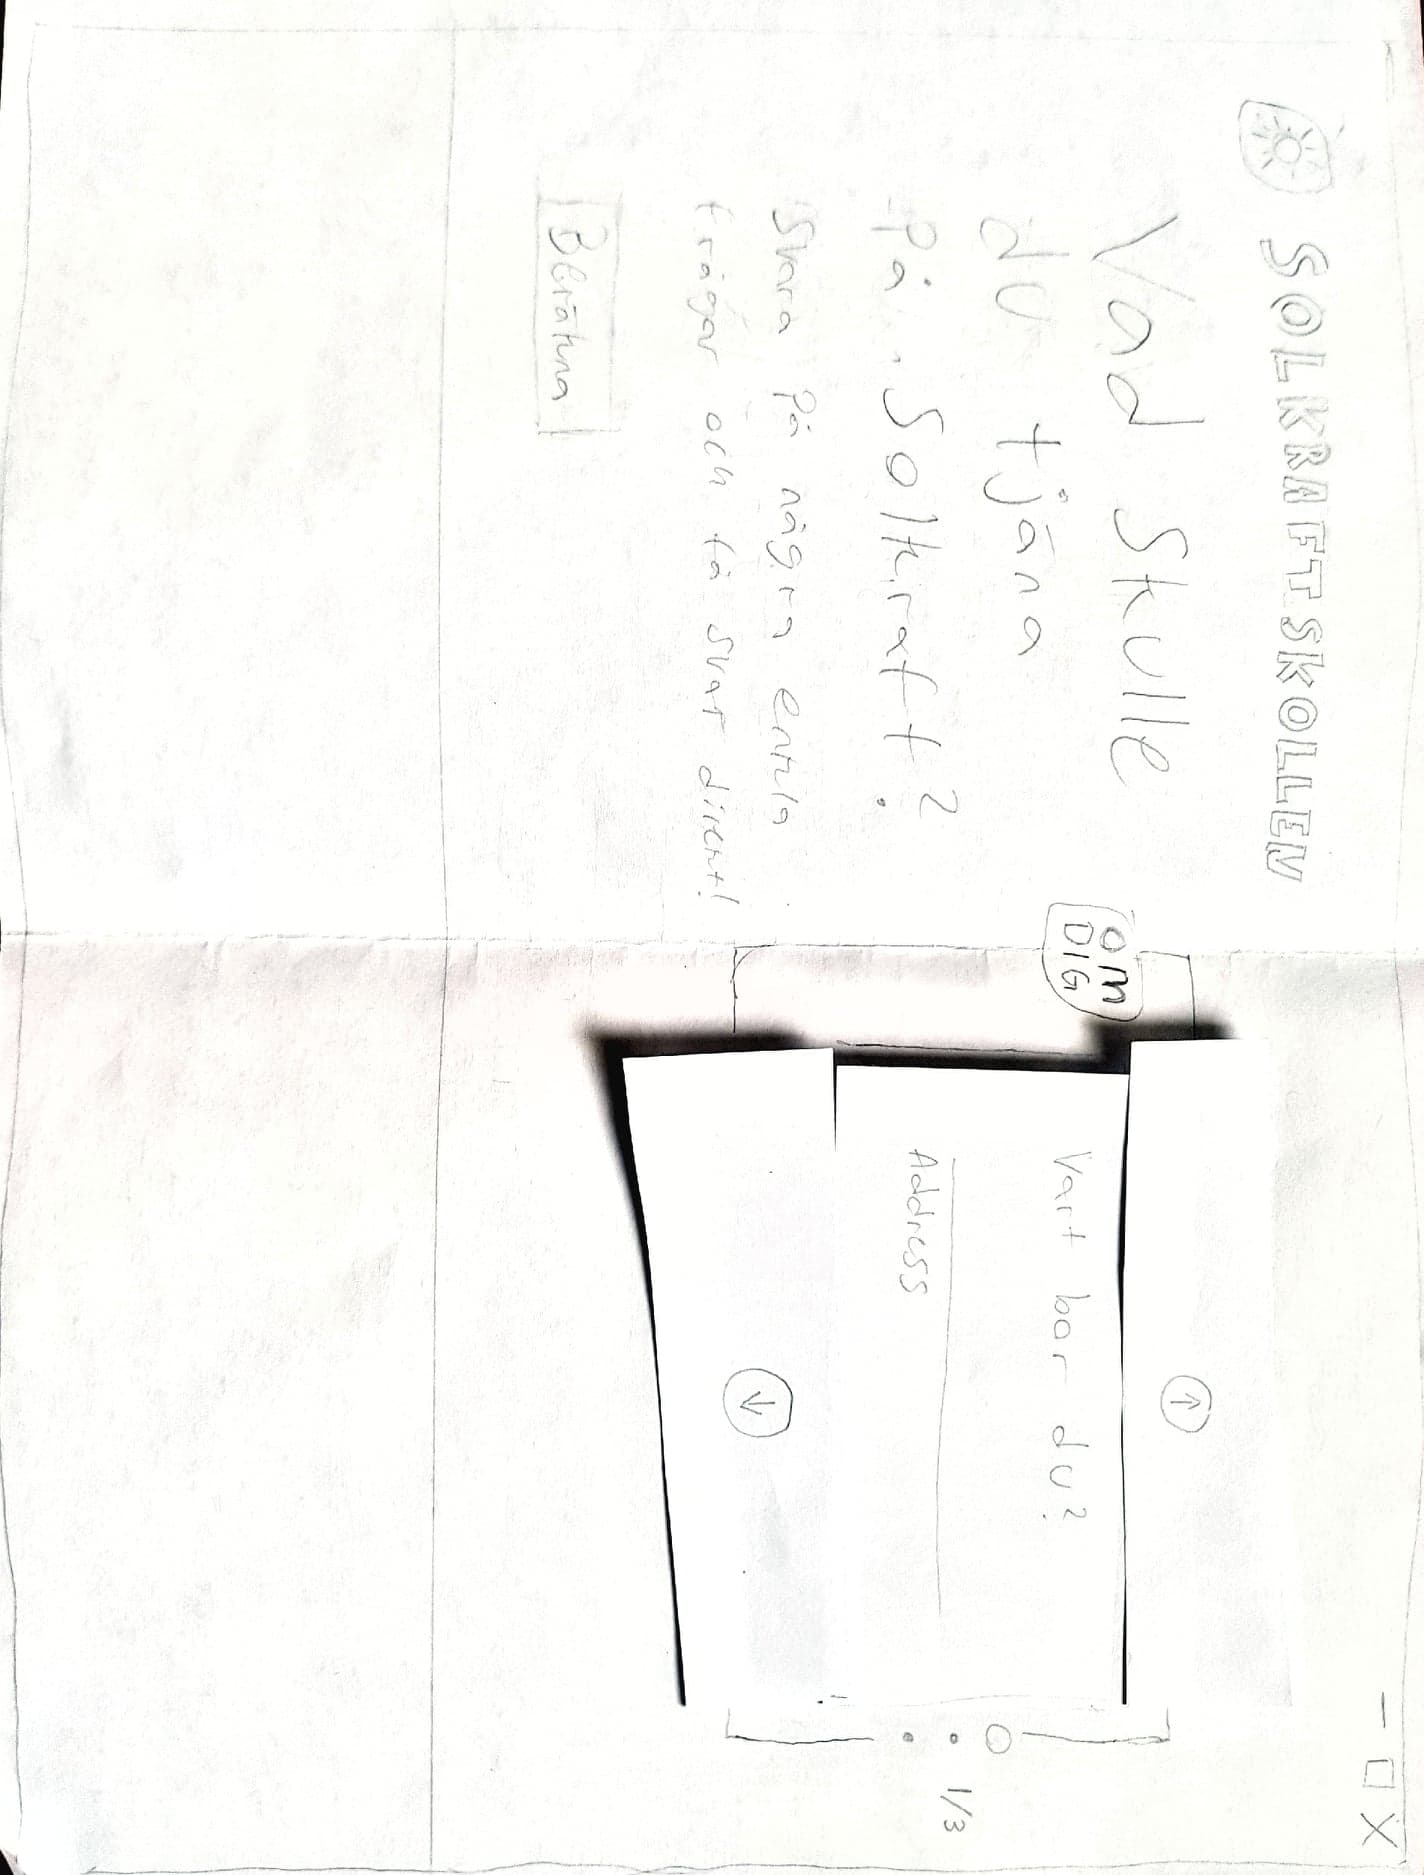 SOLKRAFTSKOLLEN
Vad skulle
du tjäna
på solkraft?
Svara på några enkla
frågor och få svar direkt!
Beräkna
OM
DIG
Vart bor du?
Address
1/3